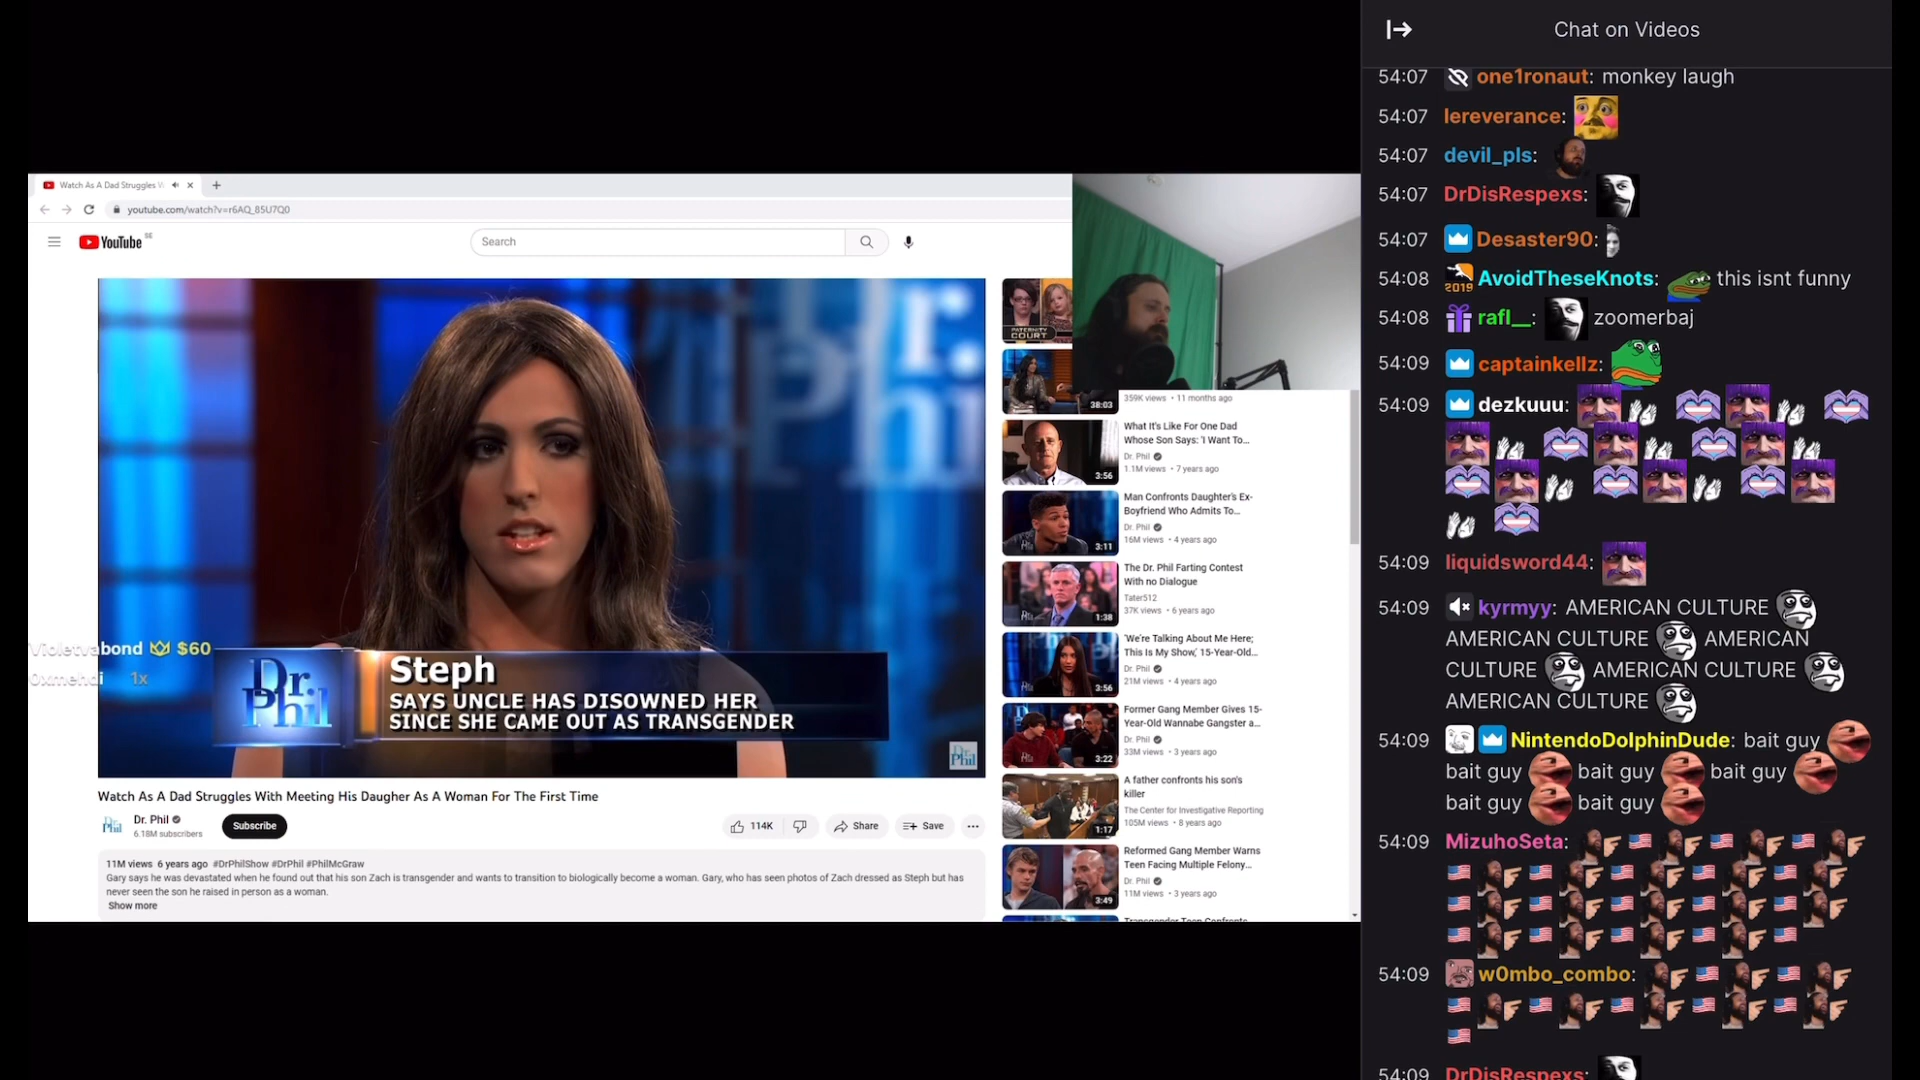 Watch As A Dad Struggles W
youtube.com/watch?v=r6AQ_85U7Q0
YouTube SE
Search
Dr. Phil
Steph
SAYS UNCLE HAS DISOWNED HER
SINCE SHE CAME OUT AS TRANSGENDER
Dr. Phil
Violetvabond $60
0xmehdi 1x
Watch As A Dad Struggles With Meeting His Daugher As A Woman For The First Time
Dr. Phil
6.18M subscribers
Subscribe
114K
Share
Save
11M views 6 years ago #DrPhilShow #DrPhil #PhilMcGraw
Gary says he was devastated when he found out that his son Zach is transgender and wants to transition to biologically become a woman. Gary, who has seen photos of Zach dressed as Steph but has
never seen the son he raised in person as a woman.
Show more
PATERNITY
COURT
38:03
359K views • 11 months ago
3:56
What It's Like For One Dad
Whose Son Says: 'I Want To...
Dr. Phil
1.1M views • 7 years ago
3:11
Man Confronts Daughter's Ex-
Boyfriend Who Admits To...
Dr. Phil
16M views • 4 years ago
1:38
The Dr. Phil Farting Contest
With no Dialogue
Tater512
37K views • 6 years ago
3:56
'We're Talking About Me Here;
This Is My Show,' 15-Year-Old...
Dr. Phil
21M views • 4 years ago
3:22
Former Gang Member Gives 15-
Year-Old Wannabe Gangster a...
Dr. Phil
33M views • 3 years ago
1:17
A father confronts his son's
killer
The Center for Investigative Reporting
105M views • 8 years ago
3:49
Reformed Gang Member Warns
Teen Facing Multiple Felony...
Dr. Phil
11M views • 3 years ago
Transgender Teen Confronts
Chat on Videos
54:07 one1ronaut: monkey laugh
54:07 lereverance:
54:07 devil_pls:
54:07 DrDisRespexs:
54:07 Desaster90:
54:08 2019 AvoidTheseKnots: this isnt funny
54:08 rafl__: zoomerbaj
54:09 captainkellz:
54:09 dezkuuu:
54:09 liquidsword44:
54:09 kyrmyy: AMERICAN CULTURE
AMERICAN CULTURE AMERICAN
CULTURE AMERICAN CULTURE
AMERICAN CULTURE
54:09 NintendoDolphinDude: bait guy
bait guy bait guy bait guy
bait guy bait guy
54:09 MizuhoSeta:
54:09 w0mbo_combo:
54:09 DrDisRespexs: